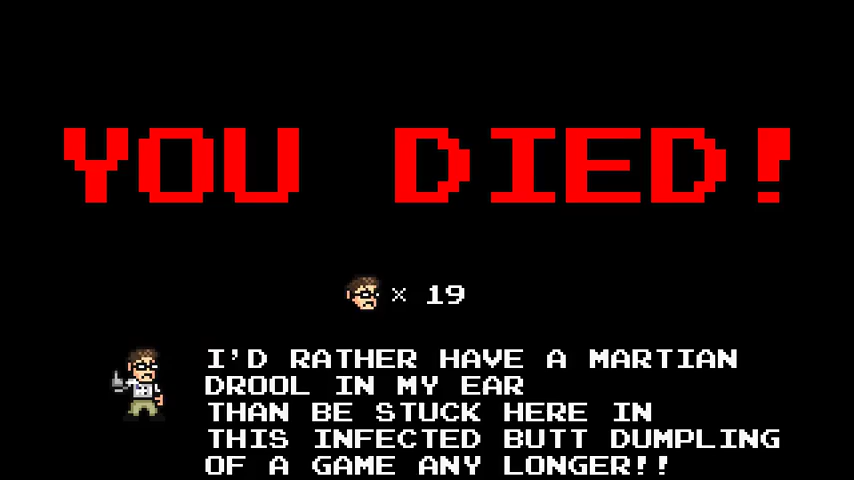 YOU DIED!
× 19
I'D RATHER HAVE A MARTIAN
DROOL IN MY EAR
THAN BE STUCK HERE IN
THIS INFECTED BUTT DUMPLING
OF A GAME ANY LONGER!!